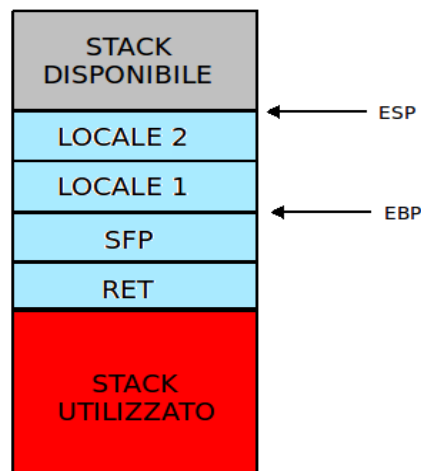 STACK
DISPONIBILE
ESP
LOCALE 2
LOCALE 1
EBP
SFP
RET
STACK
UTILIZZATO